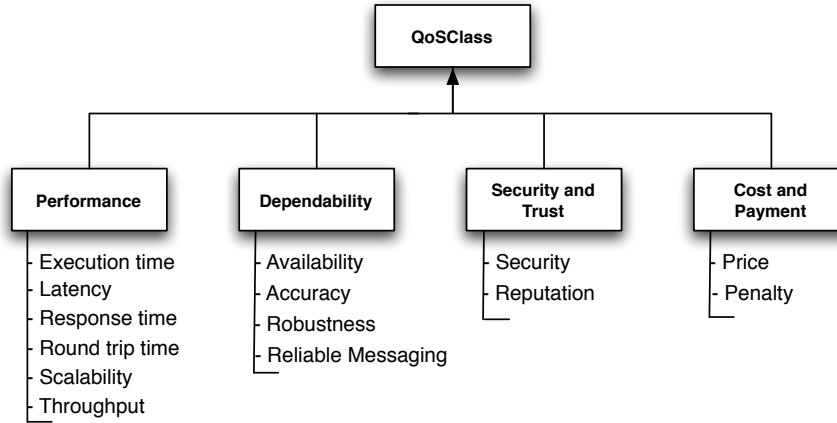 QoSClass
Performance
- Execution time
- Latency
- Response time
- Round trip time
- Scalability
- Throughput
Dependability
- Availability
- Accuracy
- Robustness
- Reliable Messaging
Security and
Trust
- Security
- Reputation
Cost and
Payment
- Price
- Penalty